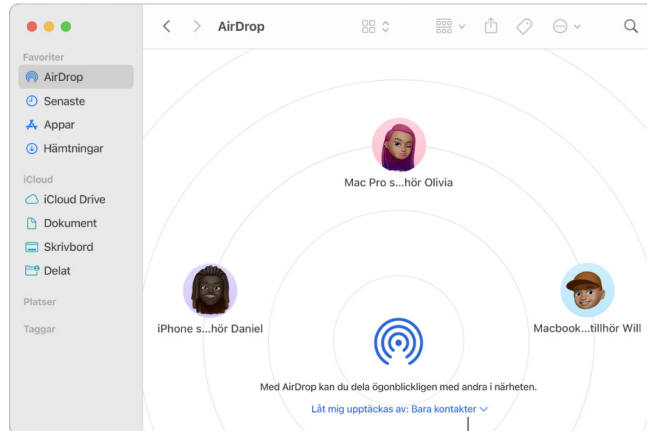 AirDrop
Favoriter
AirDrop
Senaste
Appar
Hämtningar
iCloud
iCloud Drive
Dokument
Skrivbord
Delat
Platser
Taggar
Mac Pro s...hör Olivia
iPhone s...hör Daniel
Macbook...tillhör Will
Med AirDrop kan du dela ögonblickligen med andra i närheten.
Låt mig upptäckas av: Bara kontakter